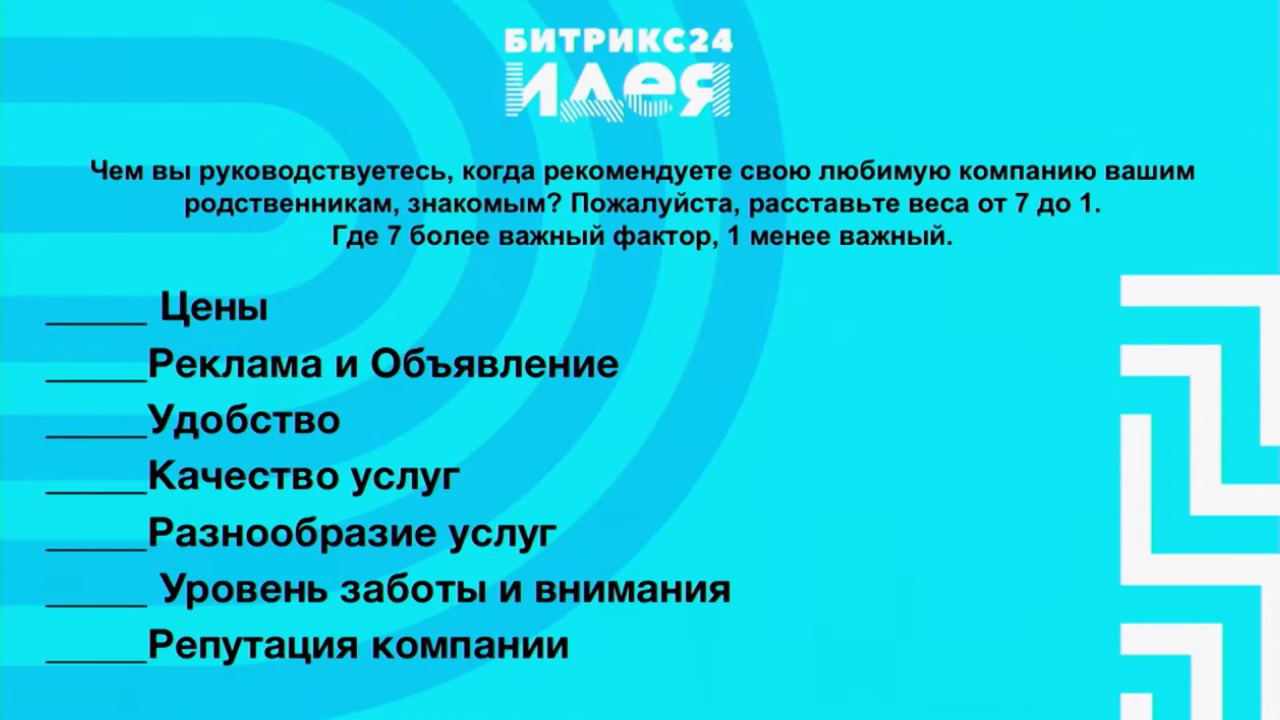 БИТРИКС24
ИДЕЯ
Чем вы руководствуетесь, когда рекомендуете свою любимую компанию вашим
родственникам, знакомым? Пожалуйста, расставьте веса от 7 до 1.
Где 7 более важный фактор, 1 менее важный.
_____ Цены
_____Реклама и Объявление
_____Удобство
_____Качество услуг
_____Разнообразие услуг
_____ Уровень заботы и внимания
_____Репутация компании